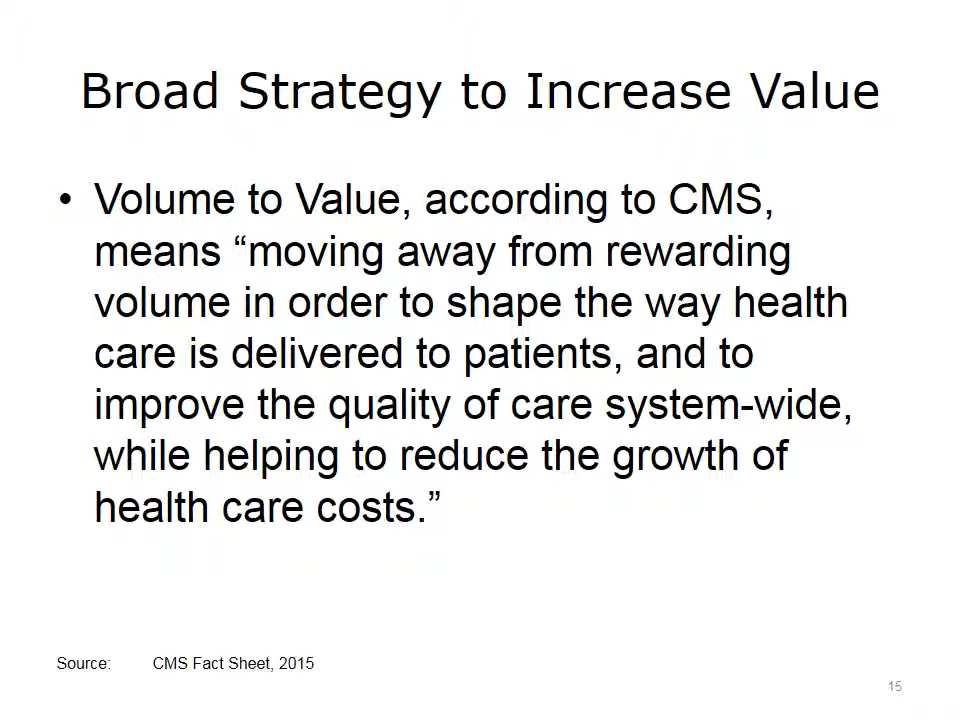 Broad Strategy to Increase Value
• Volume to Value, according to CMS,
means “moving away from rewarding
volume in order to shape the way health
care is delivered to patients, and to
improve the quality of care system-wide,
while helping to reduce the growth of
health care costs.”
Source: CMS Fact Sheet, 2015
15